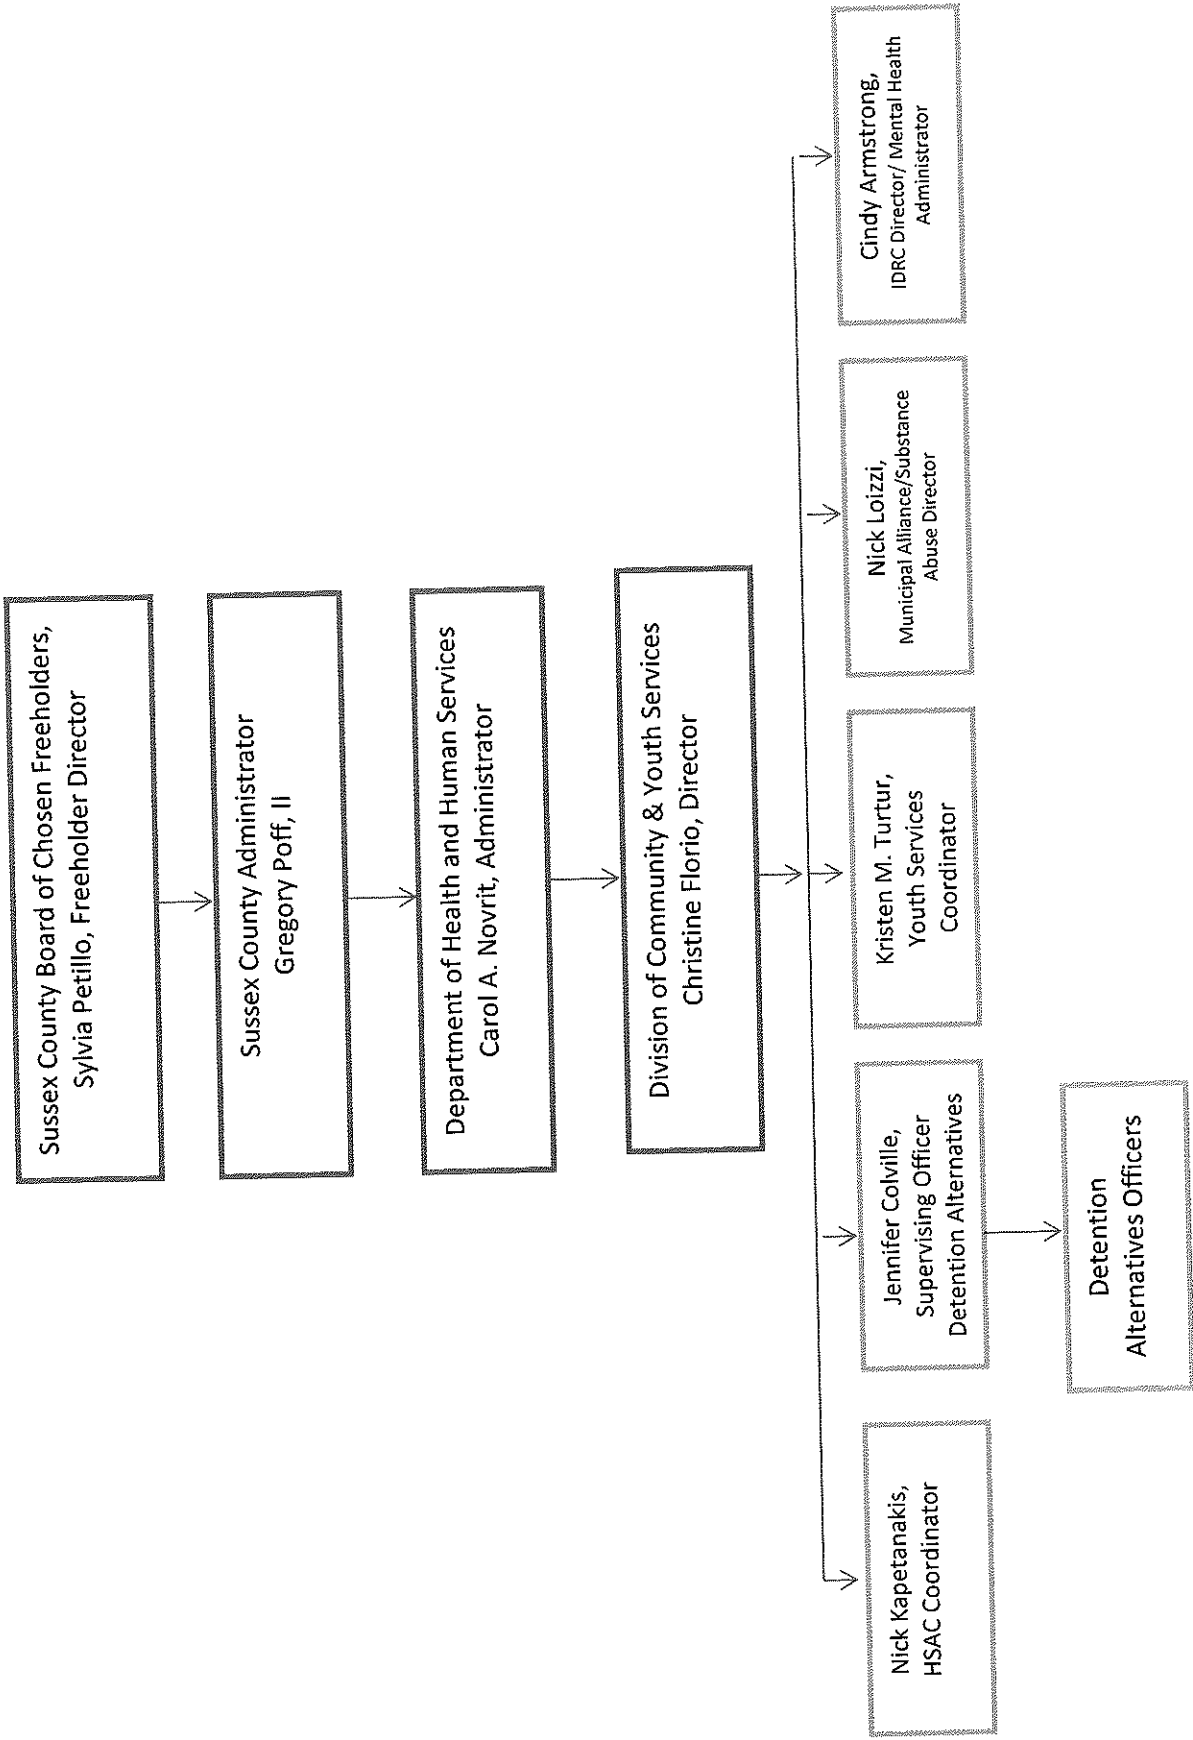 Sussex County Board of Chosen Freeholders,
Sylvia Petillo, Freeholder Director
Sussex County Administrator
Gregory Poff, II
Department of Health and Human Services
Carol A. Novrit, Administrator
Division of Community & Youth Services
Christine Florio, Director
Nick Kapetanakis,
HSAC Coordinator
Jennifer Colville,
Supervising Officer
Detention Alternatives
Kristen M. Turtur,
Youth Services
Coordinator
Nick Loizzi,
Municipal Alliance/Substance
Abuse Director
Cindy Armstrong,
IDRC Director/ Mental Health
Administrator
Detention
Alternatives Officers